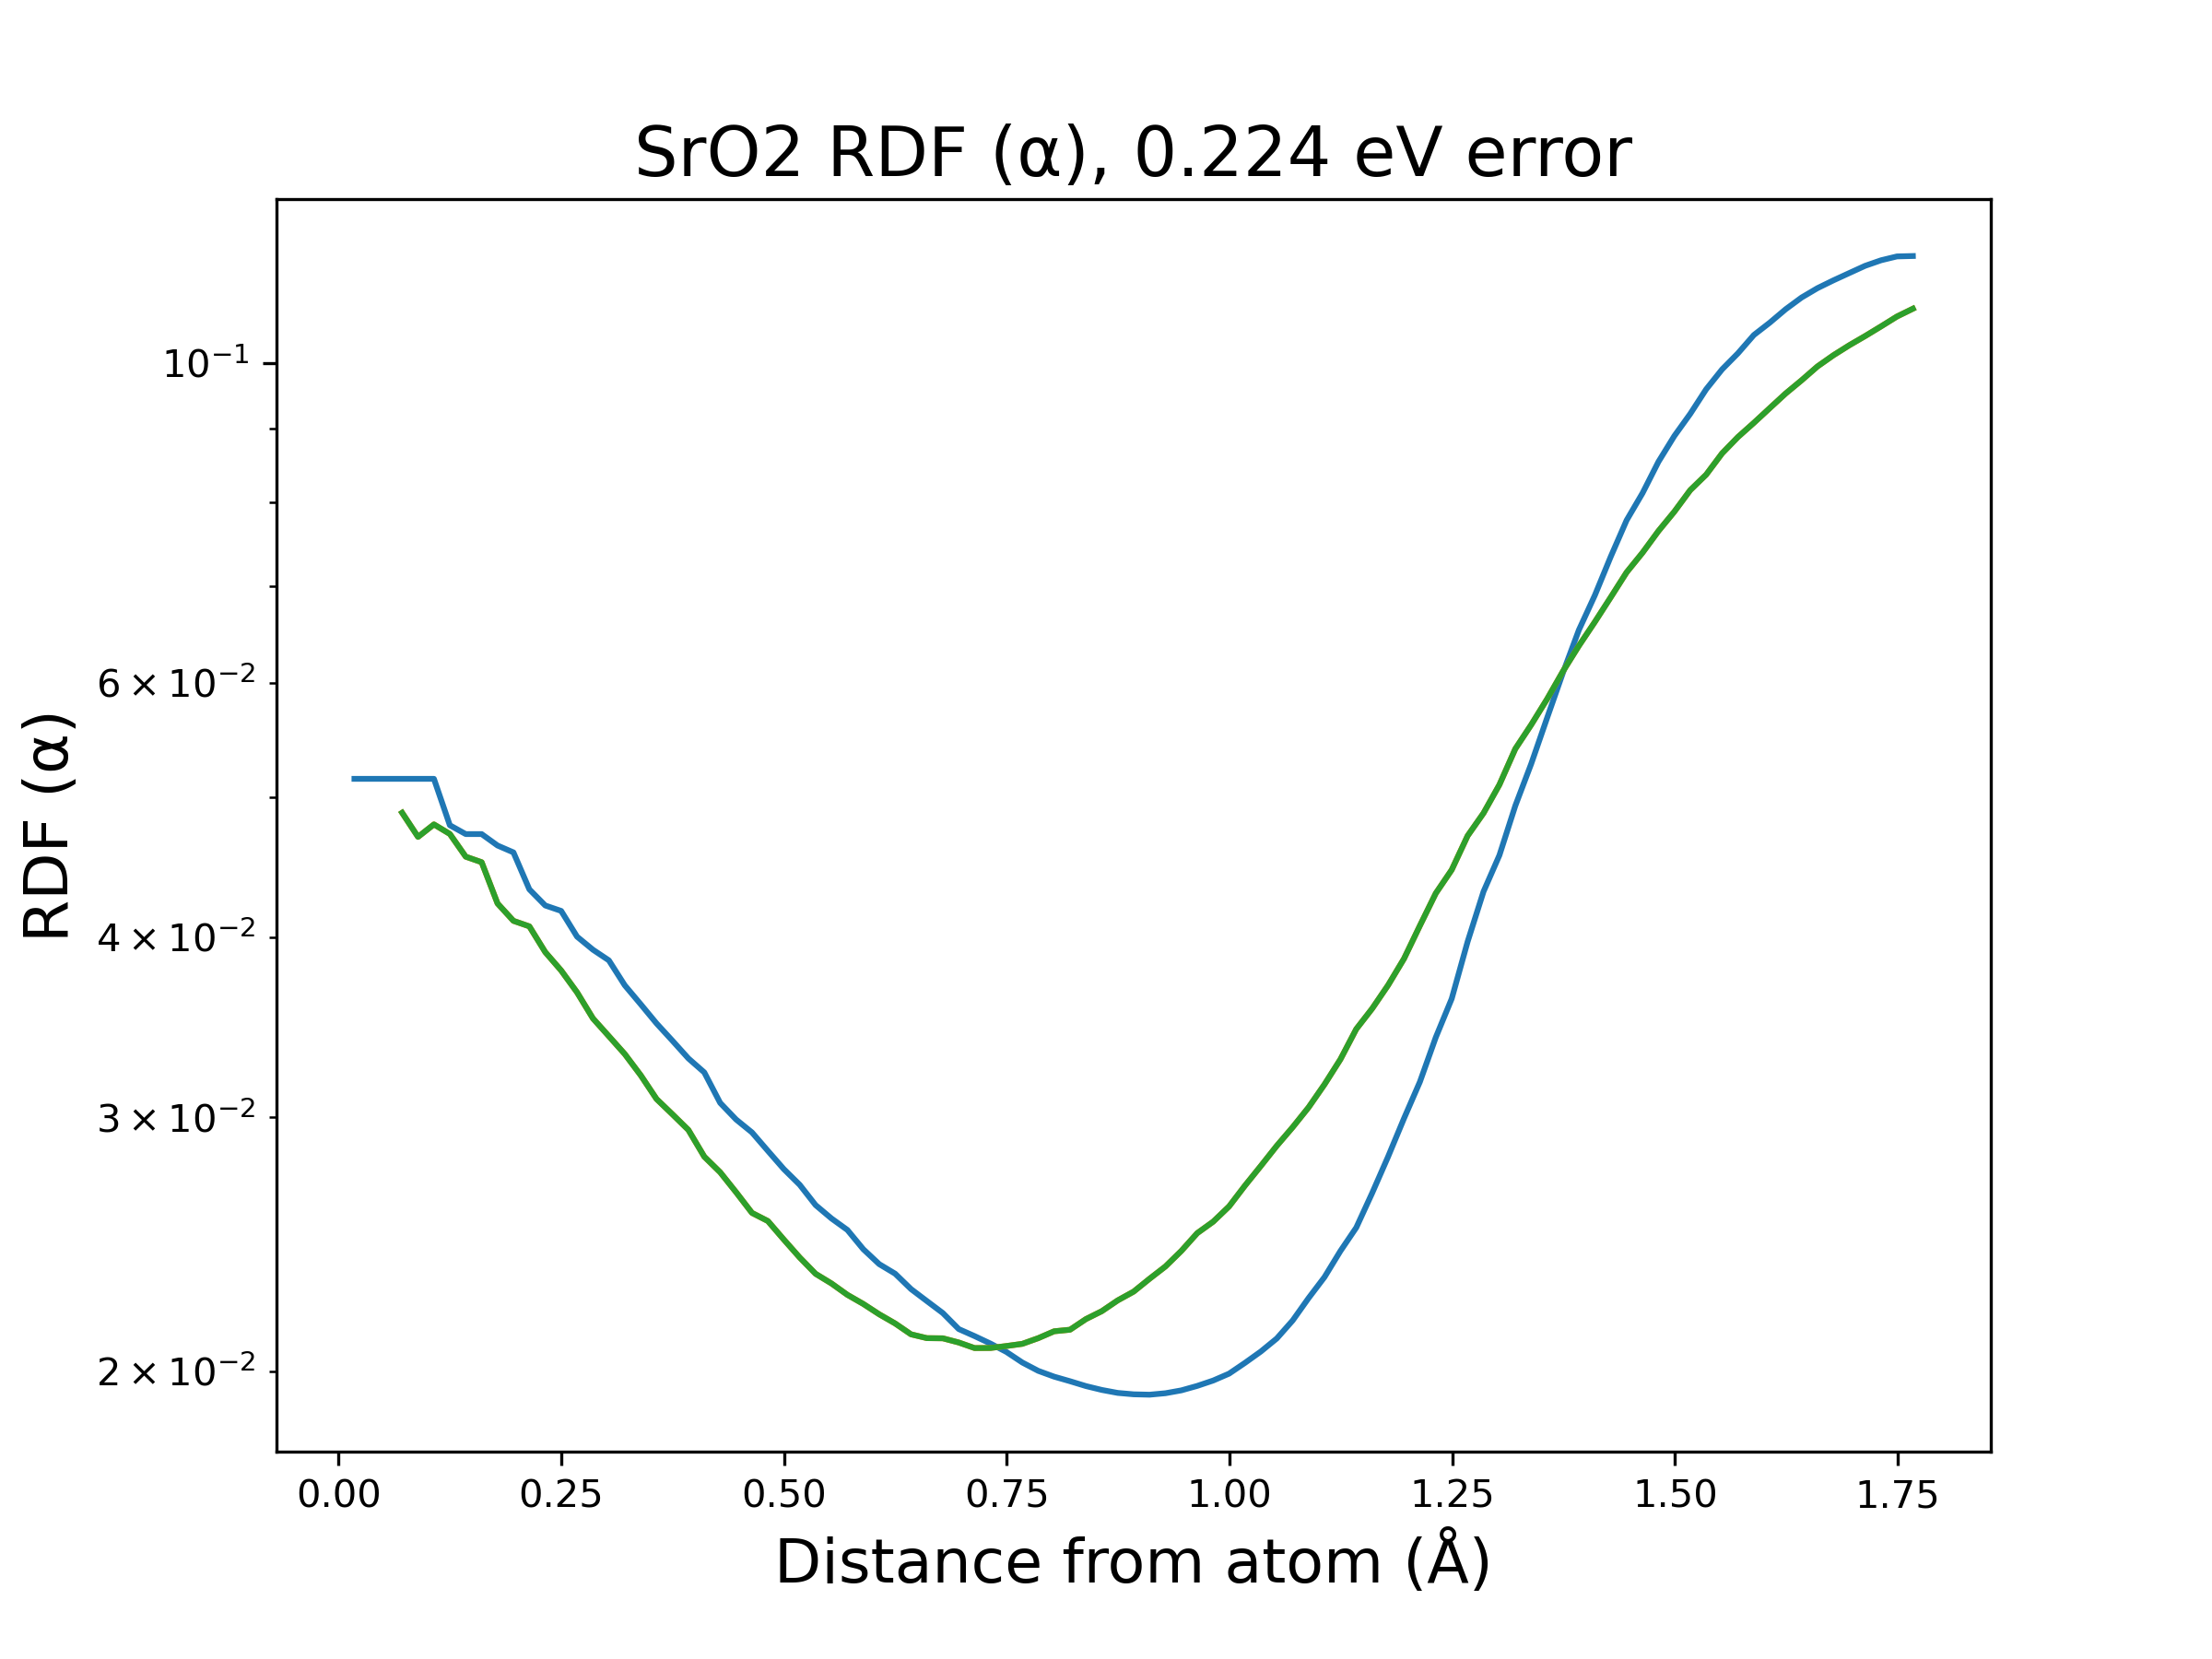 SrO2 RDF (α), 0.224 eV error
RDF (α)
10⁻¹
6 × 10⁻²
4 × 10⁻²
3 × 10⁻²
2 × 10⁻²
0.00 0.25 0.50 0.75 1.00 1.25 1.50 1.75
Distance from atom (Å)